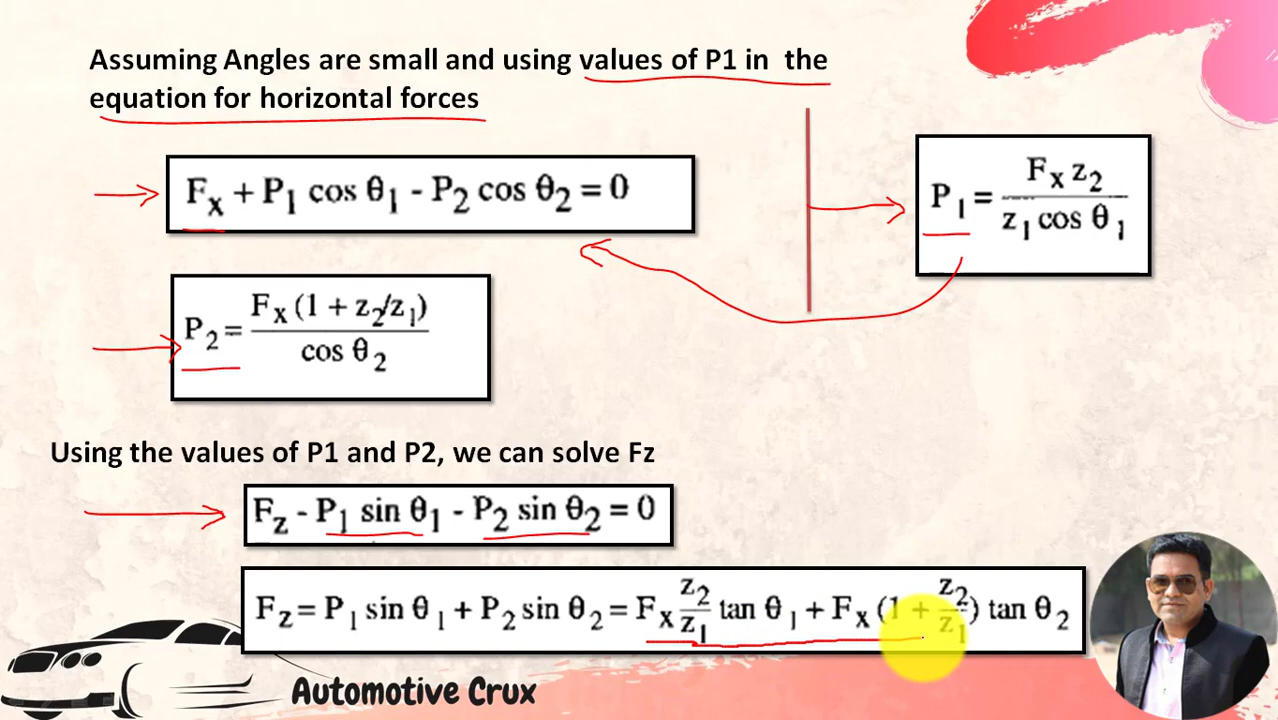 Assuming Angles are small and using values of P1 in the
equation for horizontal forces
Fx + P1 cos θ1 - P2 cos θ2 = 0
P1 = Fx z2 / z1 cos θ1
P2 = Fx (1 + z2/z1) / cos θ2
Using the values of P1 and P2, we can solve Fz
Fz - P1 sin θ1 - P2 sin θ2 = 0
Fz = P1 sin θ1 + P2 sin θ2 = Fx z2/z1 tan θ1 + Fx (1 + z2/z1) tan θ2
Automotive Crux